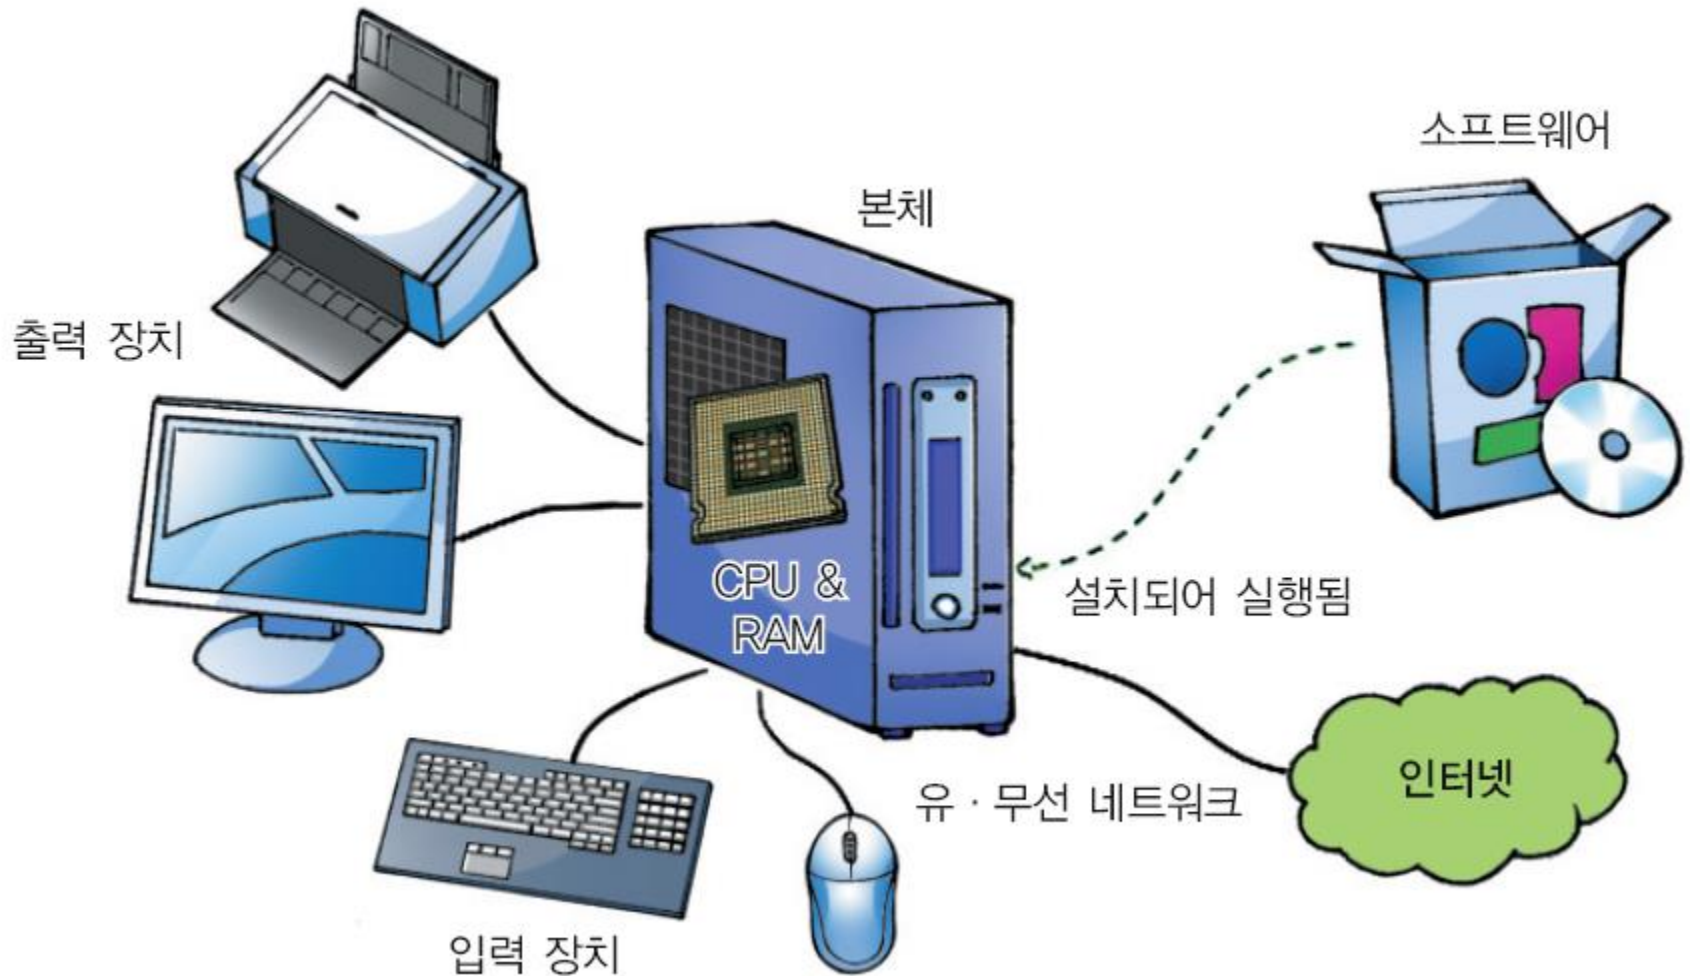 소프트웨어
본체
출력 장치
CPU &
RAM
설치되어 실행됨
인터넷
유 · 무선 네트워크
입력 장치